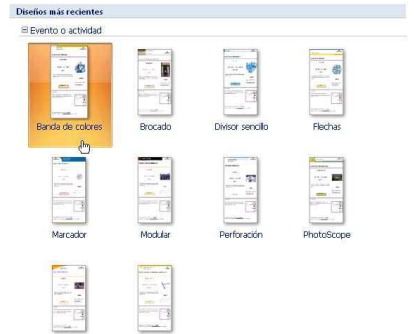 Diseños más recientes
Evento o actividad
Banda de colores
Brocado
Divisor sencillo
Flechas
Marcador
Modular
Perforación
PhotoScope